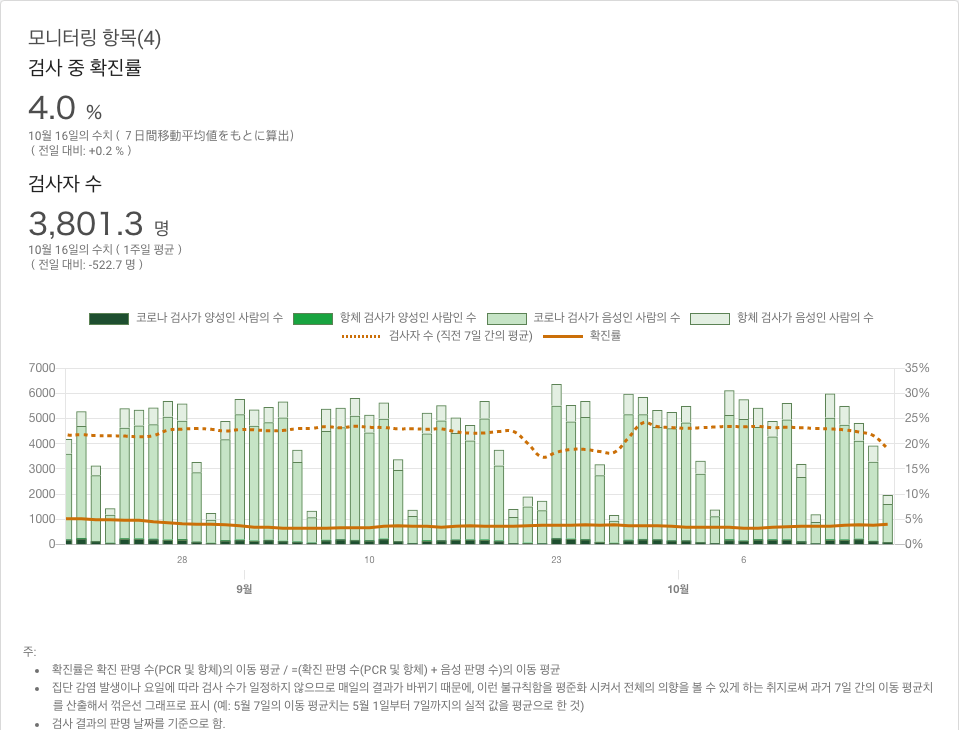 모니터링 항목(4)
검사 중 확진률
4.0 %
10월 16일의 수치 ( 7日間移動平均値をもとに算出)
( 전일 대비: +0.2 % )
검사자 수
3,801.3 명
10월 16일의 수치 ( 1주일 평균 )
( 전일 대비: -522.7 명 )
코로나 검사가 양성인 사람의 수 항체 검사가 양성인 사람인 수 코로나 검사가 음성인 사람의 수 항체 검사가 음성인 사람의 수
검사자 수 (직전 7일 간의 평균) 확진률
7000 35%
6000 30%
5000 25%
4000 20%
3000 15%
2000 10%
1000 5%
0 0%
28 10 23 6
9월 10월
주:
• 확진률은 확진 판명 수(PCR 및 항체)의 이동 평균 / =(확진 판명 수(PCR 및 항체) + 음성 판명 수)의 이동 평균
• 집단 감염 발생이나 요일에 따라 검사 수가 일정하지 않으므로 매일의 결과가 바뀌기 때문에, 이런 불규칙함을 평준화 시켜서 전체의 의향을 볼 수 있게 하는 취지로써 과거 7일 간의 이동 평균치
를 산출해서 꺾은선 그래프로 표시 (예: 5월 7일의 이동 평균치는 5월 1일부터 7일까지의 실적 값을 평균으로 한 것)
• 검사 결과의 판명 날짜를 기준으로 함.